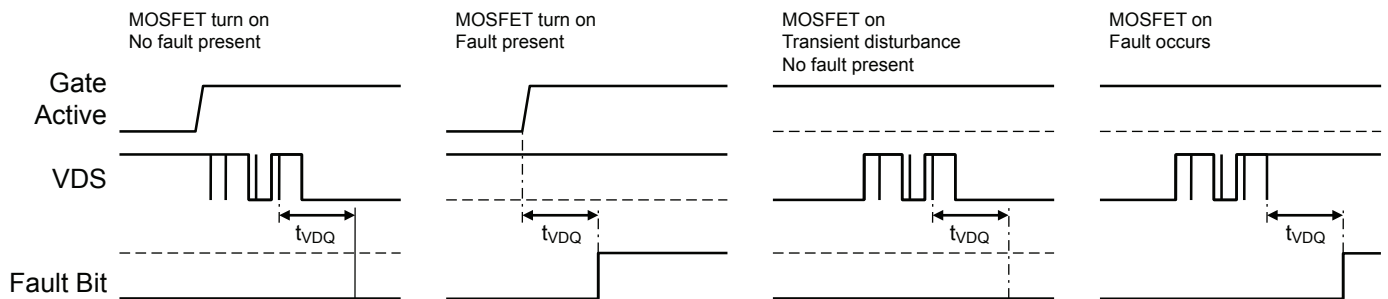 MOSFET turn on
No fault present
MOSFET turn on
Fault present
MOSFET on
Transient disturbance
No fault present
MOSFET on
Fault occurs
Gate
Active
VDS
tVDQ
tVDQ
tVDQ
tVDQ
Fault Bit